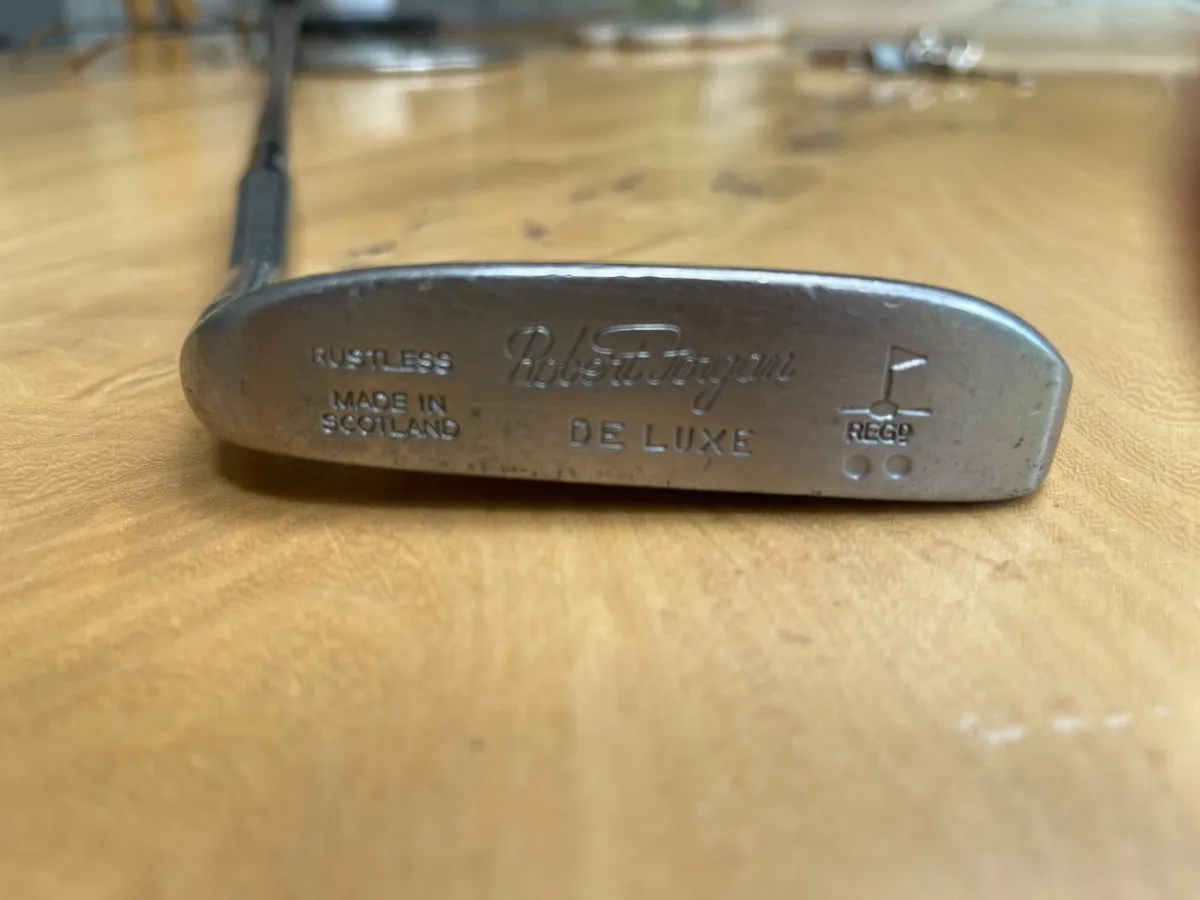 RUSTLESS
MADE IN
SCOTLAND
Robert Forgan
DE LUXE
REGD